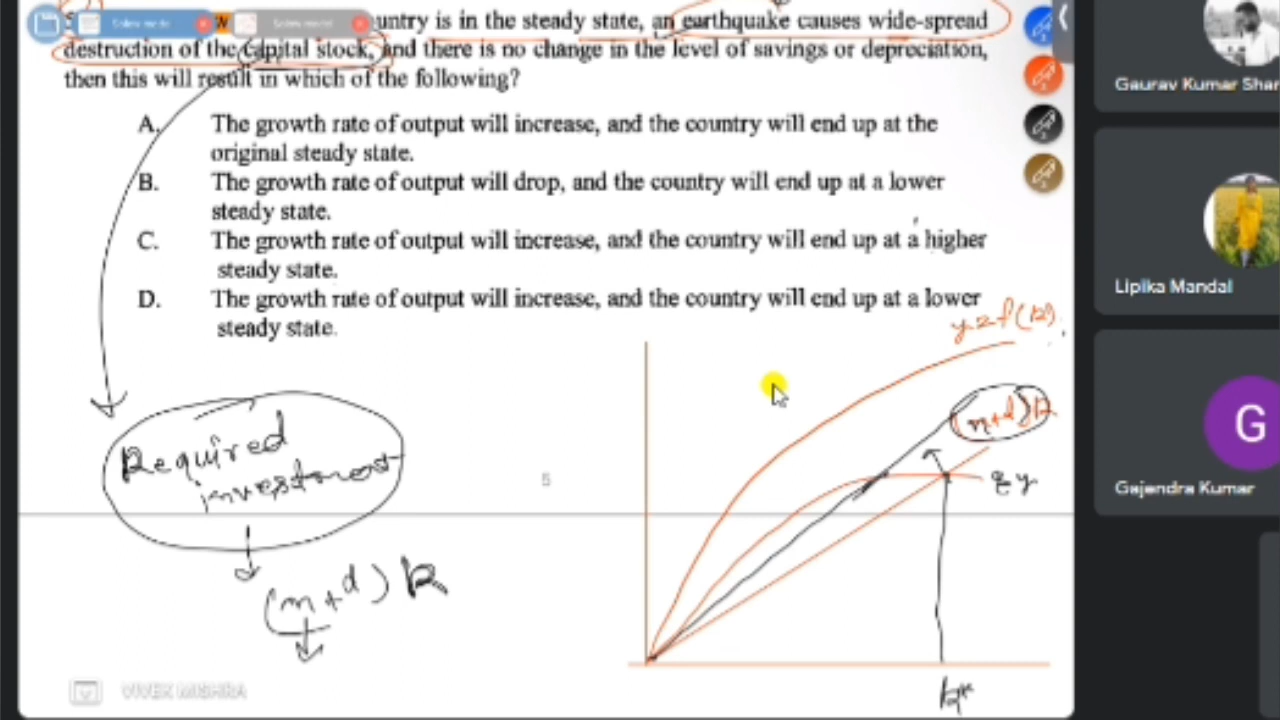 untry is in the steady state, an earthquake causes wide-spread
destruction of the capital stock, and there is no change in the level of savings or depreciation,
then this will result in which of the following?
A. The growth rate of output will increase, and the country will end up at the
original steady state.
B. The growth rate of output will drop, and the country will end up at a lower
steady state.
C. The growth rate of output will increase, and the country will end up at a higher
steady state.
D. The growth rate of output will increase, and the country will end up at a lower
steady state.
y=f(k)
(n+d)k
sy
k*
Required
investment
(n+d)k
5
VIVEK MISHRA
Gaurav Kumar Shar
Lipika Mandal
G
Gajendra Kumar